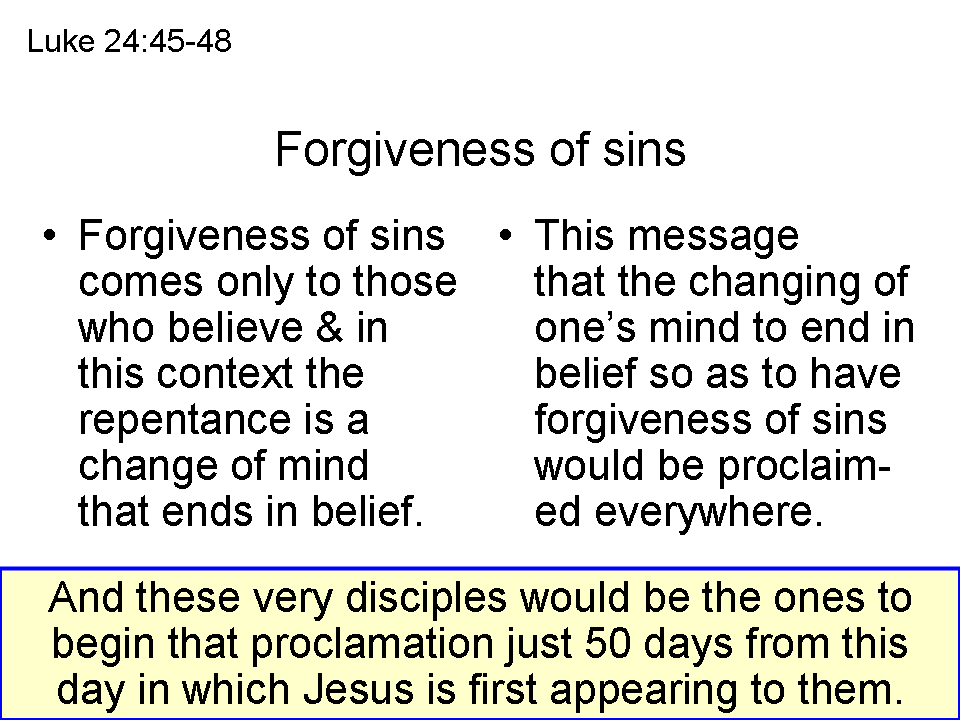 Luke 24:45-48
Forgiveness of sins
• Forgiveness of sins
comes only to those
who believe & in
this context the
repentance is a
change of mind
that ends in belief.
• This message
that the changing of
one’s mind to end in
belief so as to have
forgiveness of sins
would be proclaim-
ed everywhere.
And these very disciples would be the ones to
begin that proclamation just 50 days from this
day in which Jesus is first appearing to them.